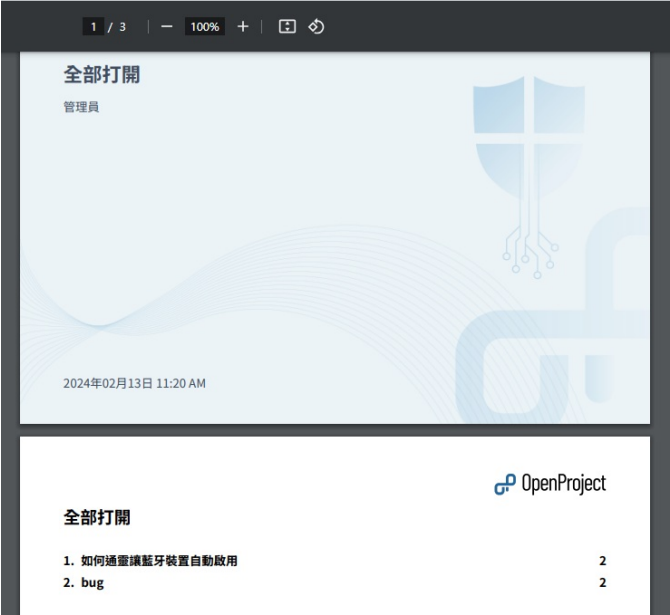 1 / 3 100%
全部打開
管理員
2024年02月13日 11:20 AM
OpenProject
全部打開
1. 如何通靈讓藍牙裝置自動啟用 2
2. bug 2